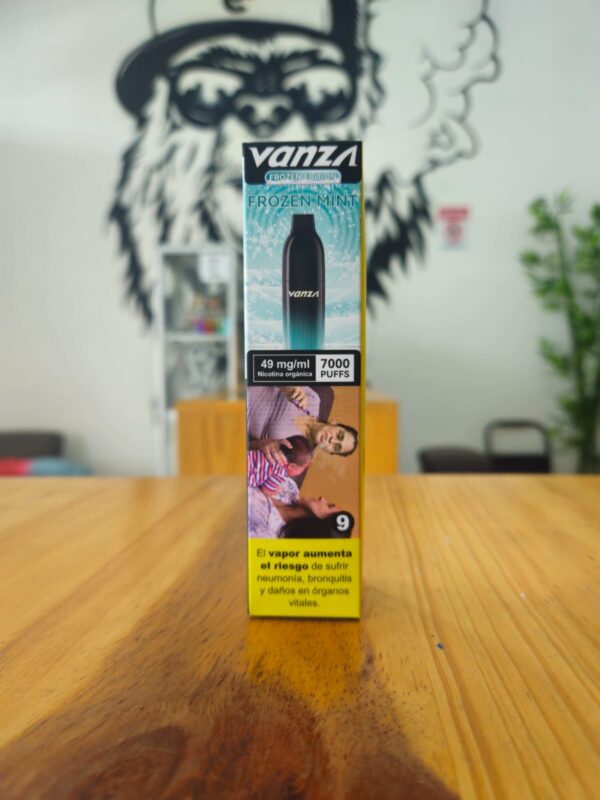 vanza
FROZEN EDITION
FROZEN MINT
vanza
49 mg/ml
Nicotina orgánica
7000
PUFFS
9
El vapor aumenta
el riesgo de sufrir
neumonía, bronquitis
y daños en órganos
vitales.